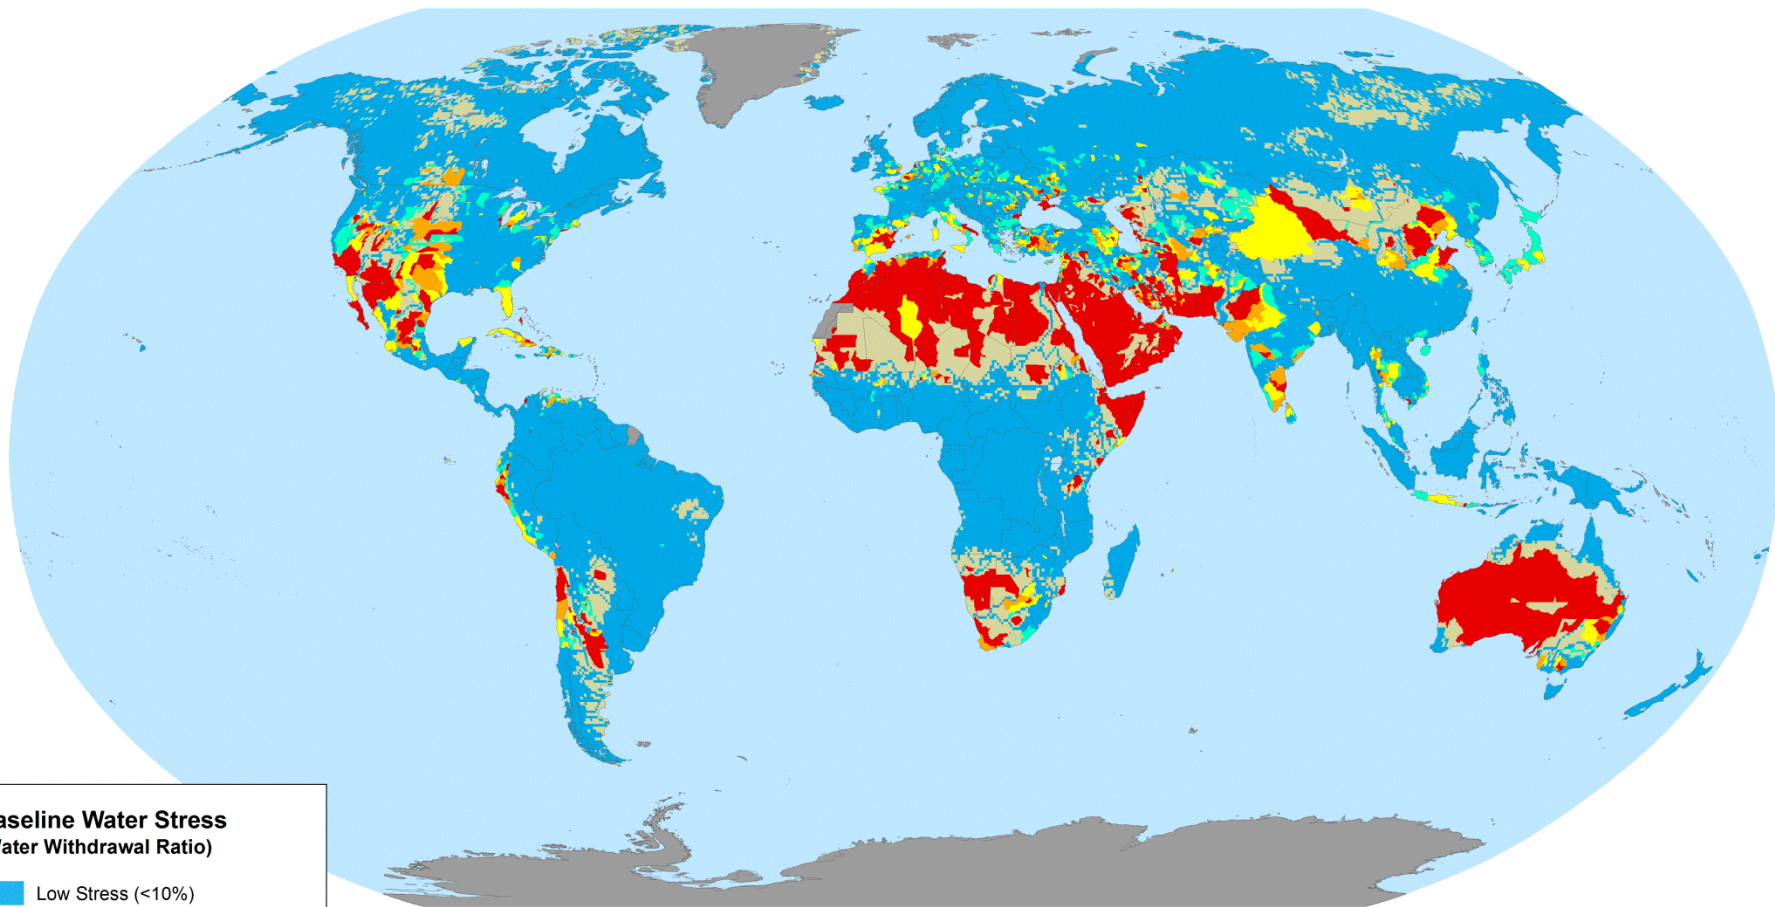 aseline Water Stress
ater Withdrawal Ratio)
Low Stress (<10%)